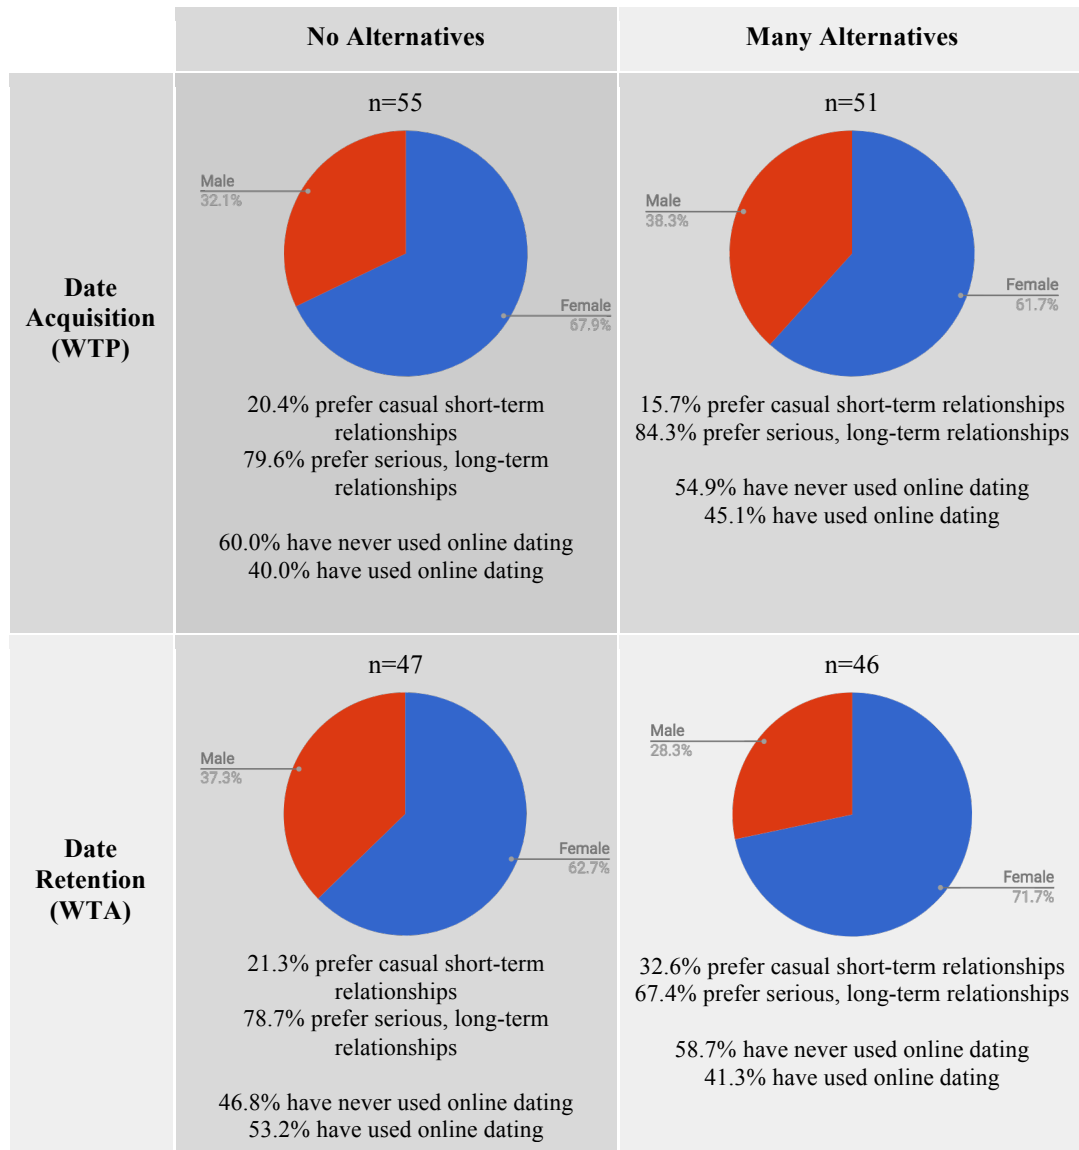 No Alternatives
Many Alternatives
Date
Acquisition
(WTP)
n=55
Male
32.1%
Female
67.9%
20.4% prefer casual short-term
relationships
79.6% prefer serious, long-term
relationships
60.0% have never used online dating
40.0% have used online dating
n=51
Male
38.3%
Female
61.7%
15.7% prefer casual short-term relationships
84.3% prefer serious, long-term relationships
54.9% have never used online dating
45.1% have used online dating
Date
Retention
(WTA)
n=47
Male
37.3%
Female
62.7%
21.3% prefer casual short-term
relationships
78.7% prefer serious, long-term
relationships
46.8% have never used online dating
53.2% have used online dating
n=46
Male
28.3%
Female
71.7%
32.6% prefer casual short-term relationships
67.4% prefer serious, long-term relationships
58.7% have never used online dating
41.3% have used online dating